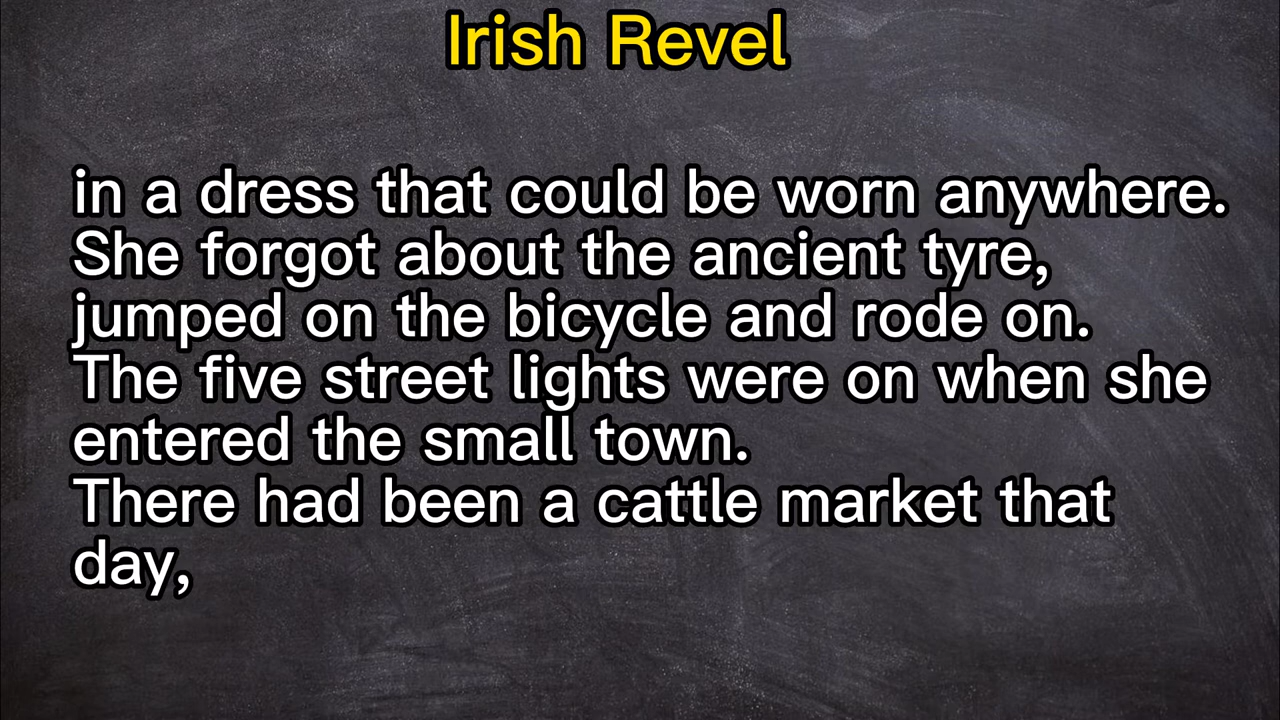 Irish Revel
in a dress that could be worn anywhere.
She forgot about the ancient tyre,
jumped on the bicycle and rode on.
The five street lights were on when she
entered the small town.
There had been a cattle market that
day,